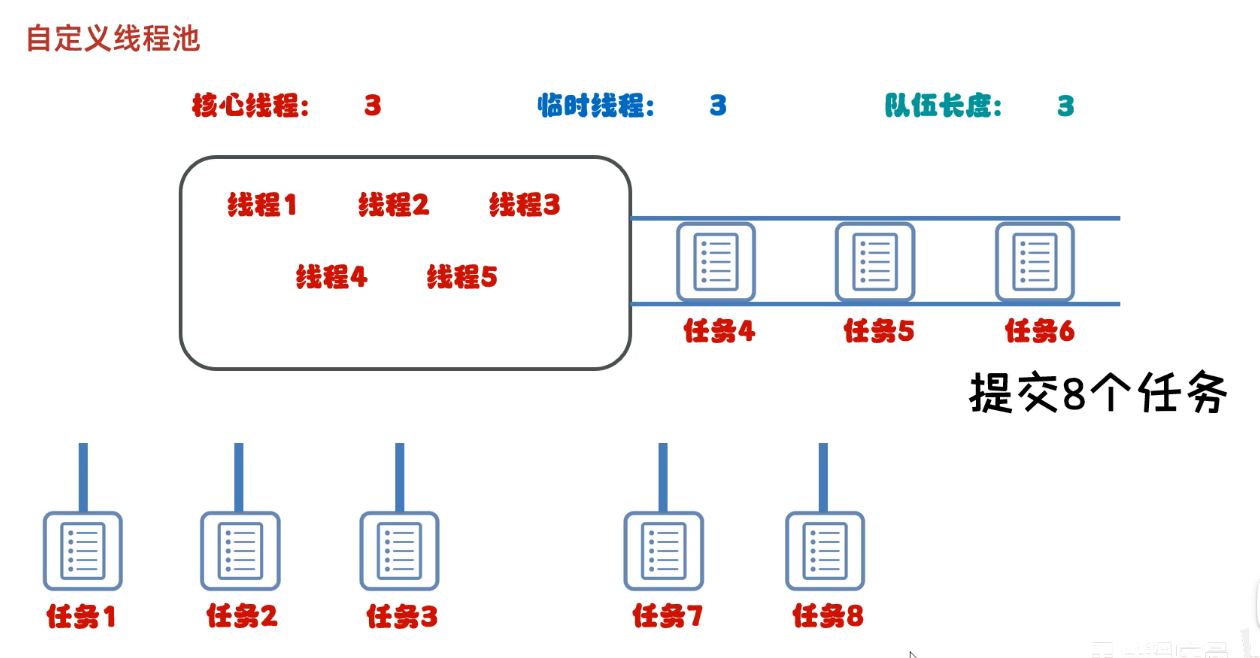 自定义线程池
核心线程: 3 临时线程: 3 队伍长度: 3
线程1 线程2 线程3
线程4 线程5
任务4 任务5 任务6
提交8个任务
任务1 任务2 任务3 任务7 任务8